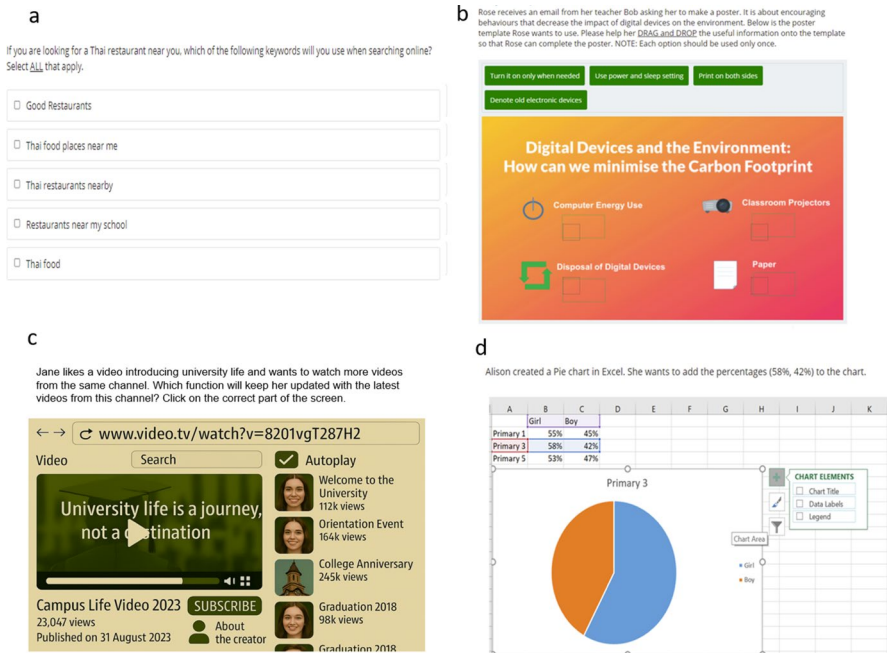 a
If you are looking for a Thai restaurant near you, which of the following keywords will you use when searching online?
Select ALL that apply.
Good Restaurants
Thai food places near me
Thai restaurants nearby
Restaurants near my school
Thai food
b
Rose receives an email from her teacher Bob asking her to make a poster. It is about encouraging
behaviours that decrease the impact of digital devices on the environment. Below is the poster
template Rose wants to use. Please help her DRAG and DROP the useful information onto the template
so that Rose can complete the poster. NOTE: Each option should be used only once.
Turn it on only when needed
Use power and sleep setting
Print on both sides
Denote old electronic devices
Digital Devices and the Environment:
How can we minimise the Carbon Footprint
Computer Energy Use
Classroom Projectors
Disposal of Digital Devices
Paper
c
Jane likes a video introducing university life and wants to watch more videos
from the same channel. Which function will keep her updated with the latest
videos from this channel? Click on the correct part of the screen.
www.video.tv/watch?v=8201vgT287H2
Video
Search
Autoplay
University life is a journey,
not a d tination
Campus Life Video 2023
SUBSCRIBE
23,047 views
Published on 31 August 2023
About
the creator
Welcome to the
University
112k views
Orientation Event
164k views
College Anniversary
245k views
Graduation 2018
98k views
Graduation 2018
d
Alison created a Pie chart in Excel. She wants to add the percentages (58%, 42%) to the chart.
A B C D E F G H I J K
Girl Boy
Primary 1 55% 45%
Primary 3 58% 42%
Primary 5 53% 47%
Primary 3
CHART ELEMENTS
Chart Title
Data Labels
Legend
Chart Area
Girl
Boy